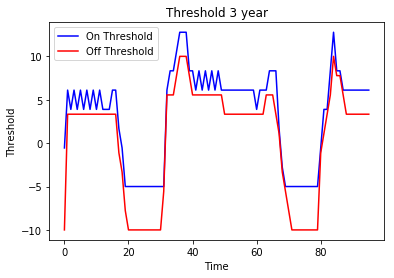 Threshold 3 year
On Threshold
Off Threshold
10
5
0
−5
−10
Threshold
0 20 40 60 80
Time